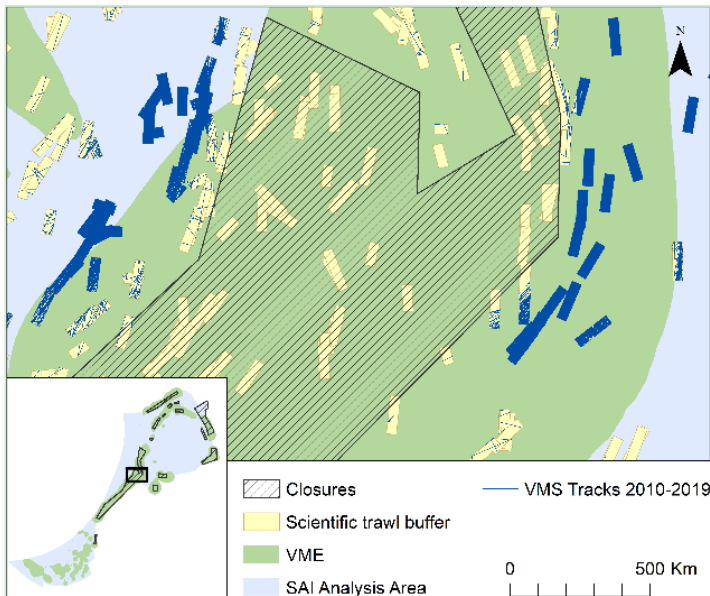 N
Closures
VMS Tracks 2010-2019
Scientific trawl buffer
VME
0 500 Km
SAI Analysis Area